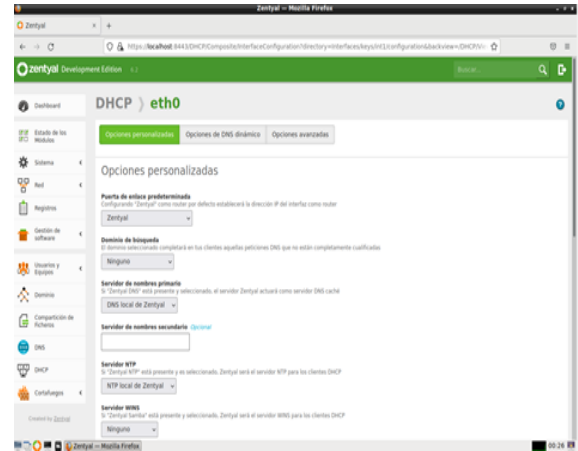 Zentyal — Mozilla Firefox
Zentyal
https://localhost:8443/DHCP/Composite/InterfaceConfiguration?directory=Interfaces/keys/int1/configuration&backview=/DHCP/Vi
zentyal Development Edition
Buscar...
Dashboard
Estado de los Módulos
Sistema
Red
Registros
Gestión de software
Usuarios y Equipos
Dominio
Compartición de Ficheros
DNS
DHCP
Cortafuegos
Created by Zentyal
DHCP ) eth0
Opciones personalizadas Opciones de DNS dinámico Opciones avanzadas
Opciones personalizadas
Puerta de enlace predeterminada
Configurando "Zentyal" como router por defecto establecerá la dirección IP del interfaz como router
Zentyal
Dominio de búsqueda
El dominio seleccionado completará en tus clientes aquellas peticiones DNS que no están completamente cualificadas
Ninguno
Servidor de nombres primario
Si "Zentyal DNS" está presente y seleccionado, el servidor Zentyal actuará como servidor DNS caché
DNS local de Zentyal
Servidor de nombres secundario Opcional
Servidor NTP
Si "Zentyal NTP" está presente y es seleccionado, Zentyal será el servidor NTP para los clientes DHCP
NTP local de Zentyal
Servidor WINS
Si "Zentyal Samba" está presente y seleccionado, Zentyal será el servidor WINS para los clientes DHCP
Ninguno
Zentyal — Mozilla Firefox
00:26